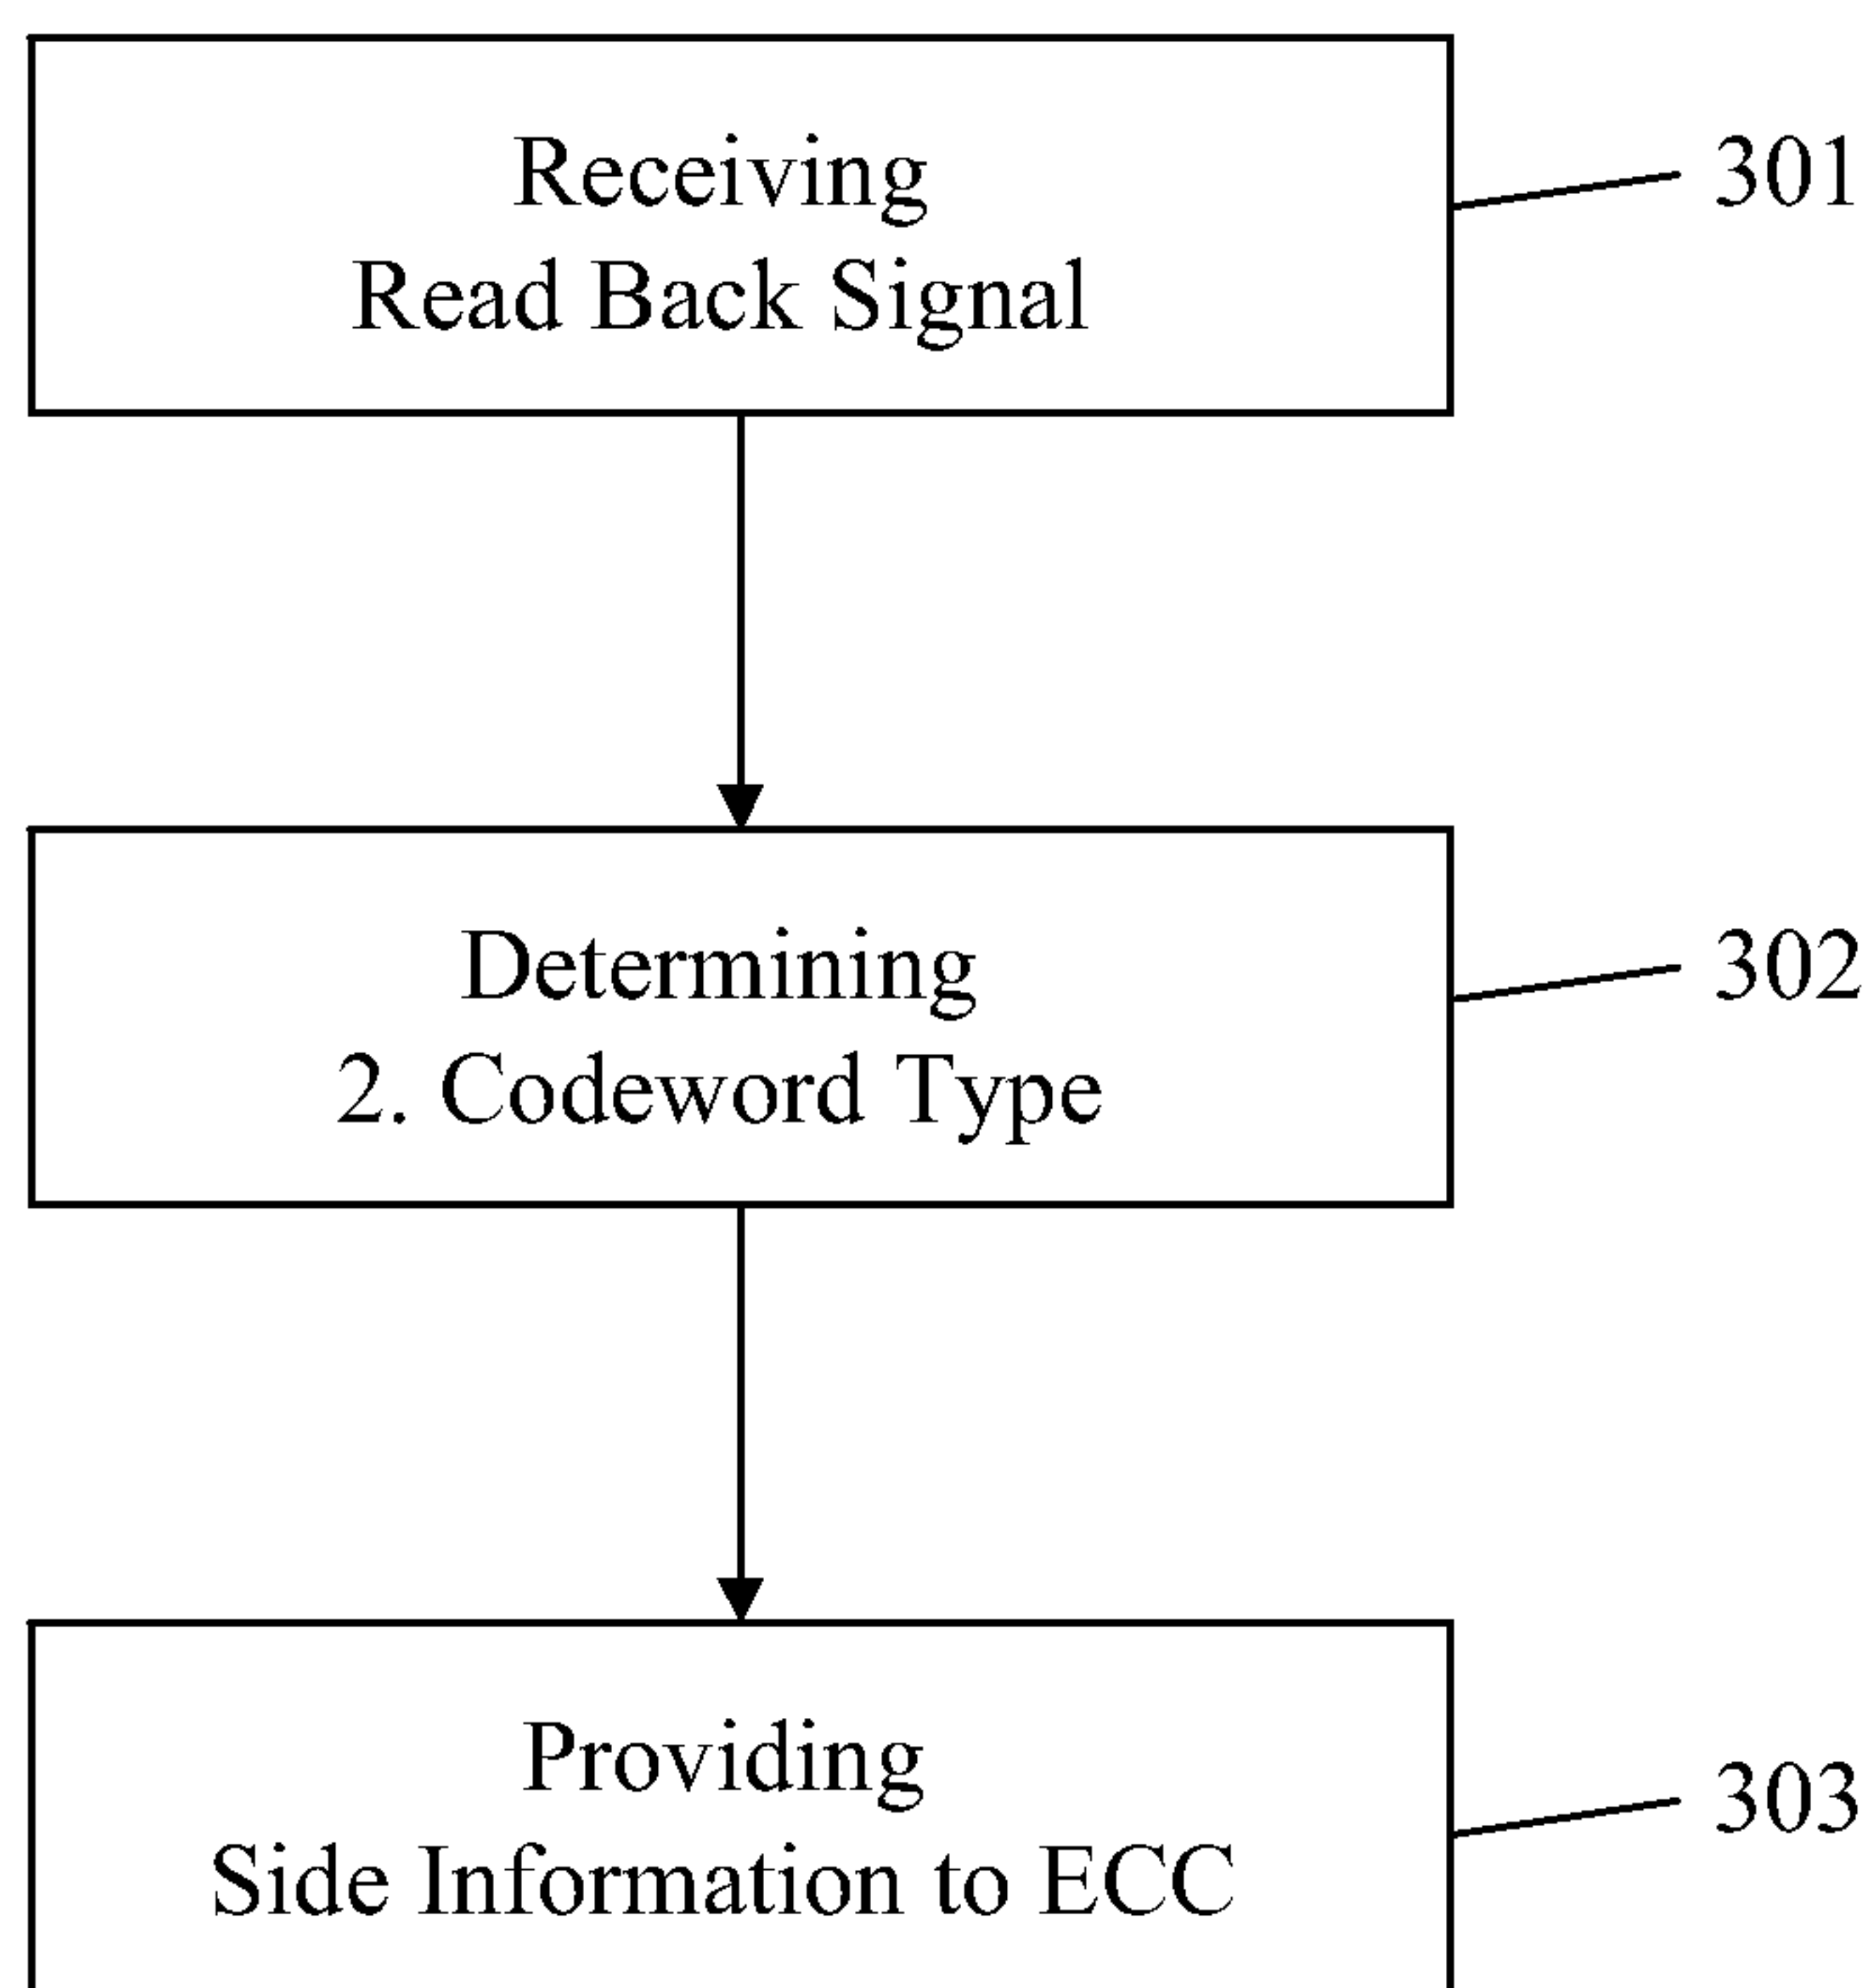 Receiving
Read Back Signal
301
Determining
2. Codeword Type
302
Providing
Side Information to ECC
303